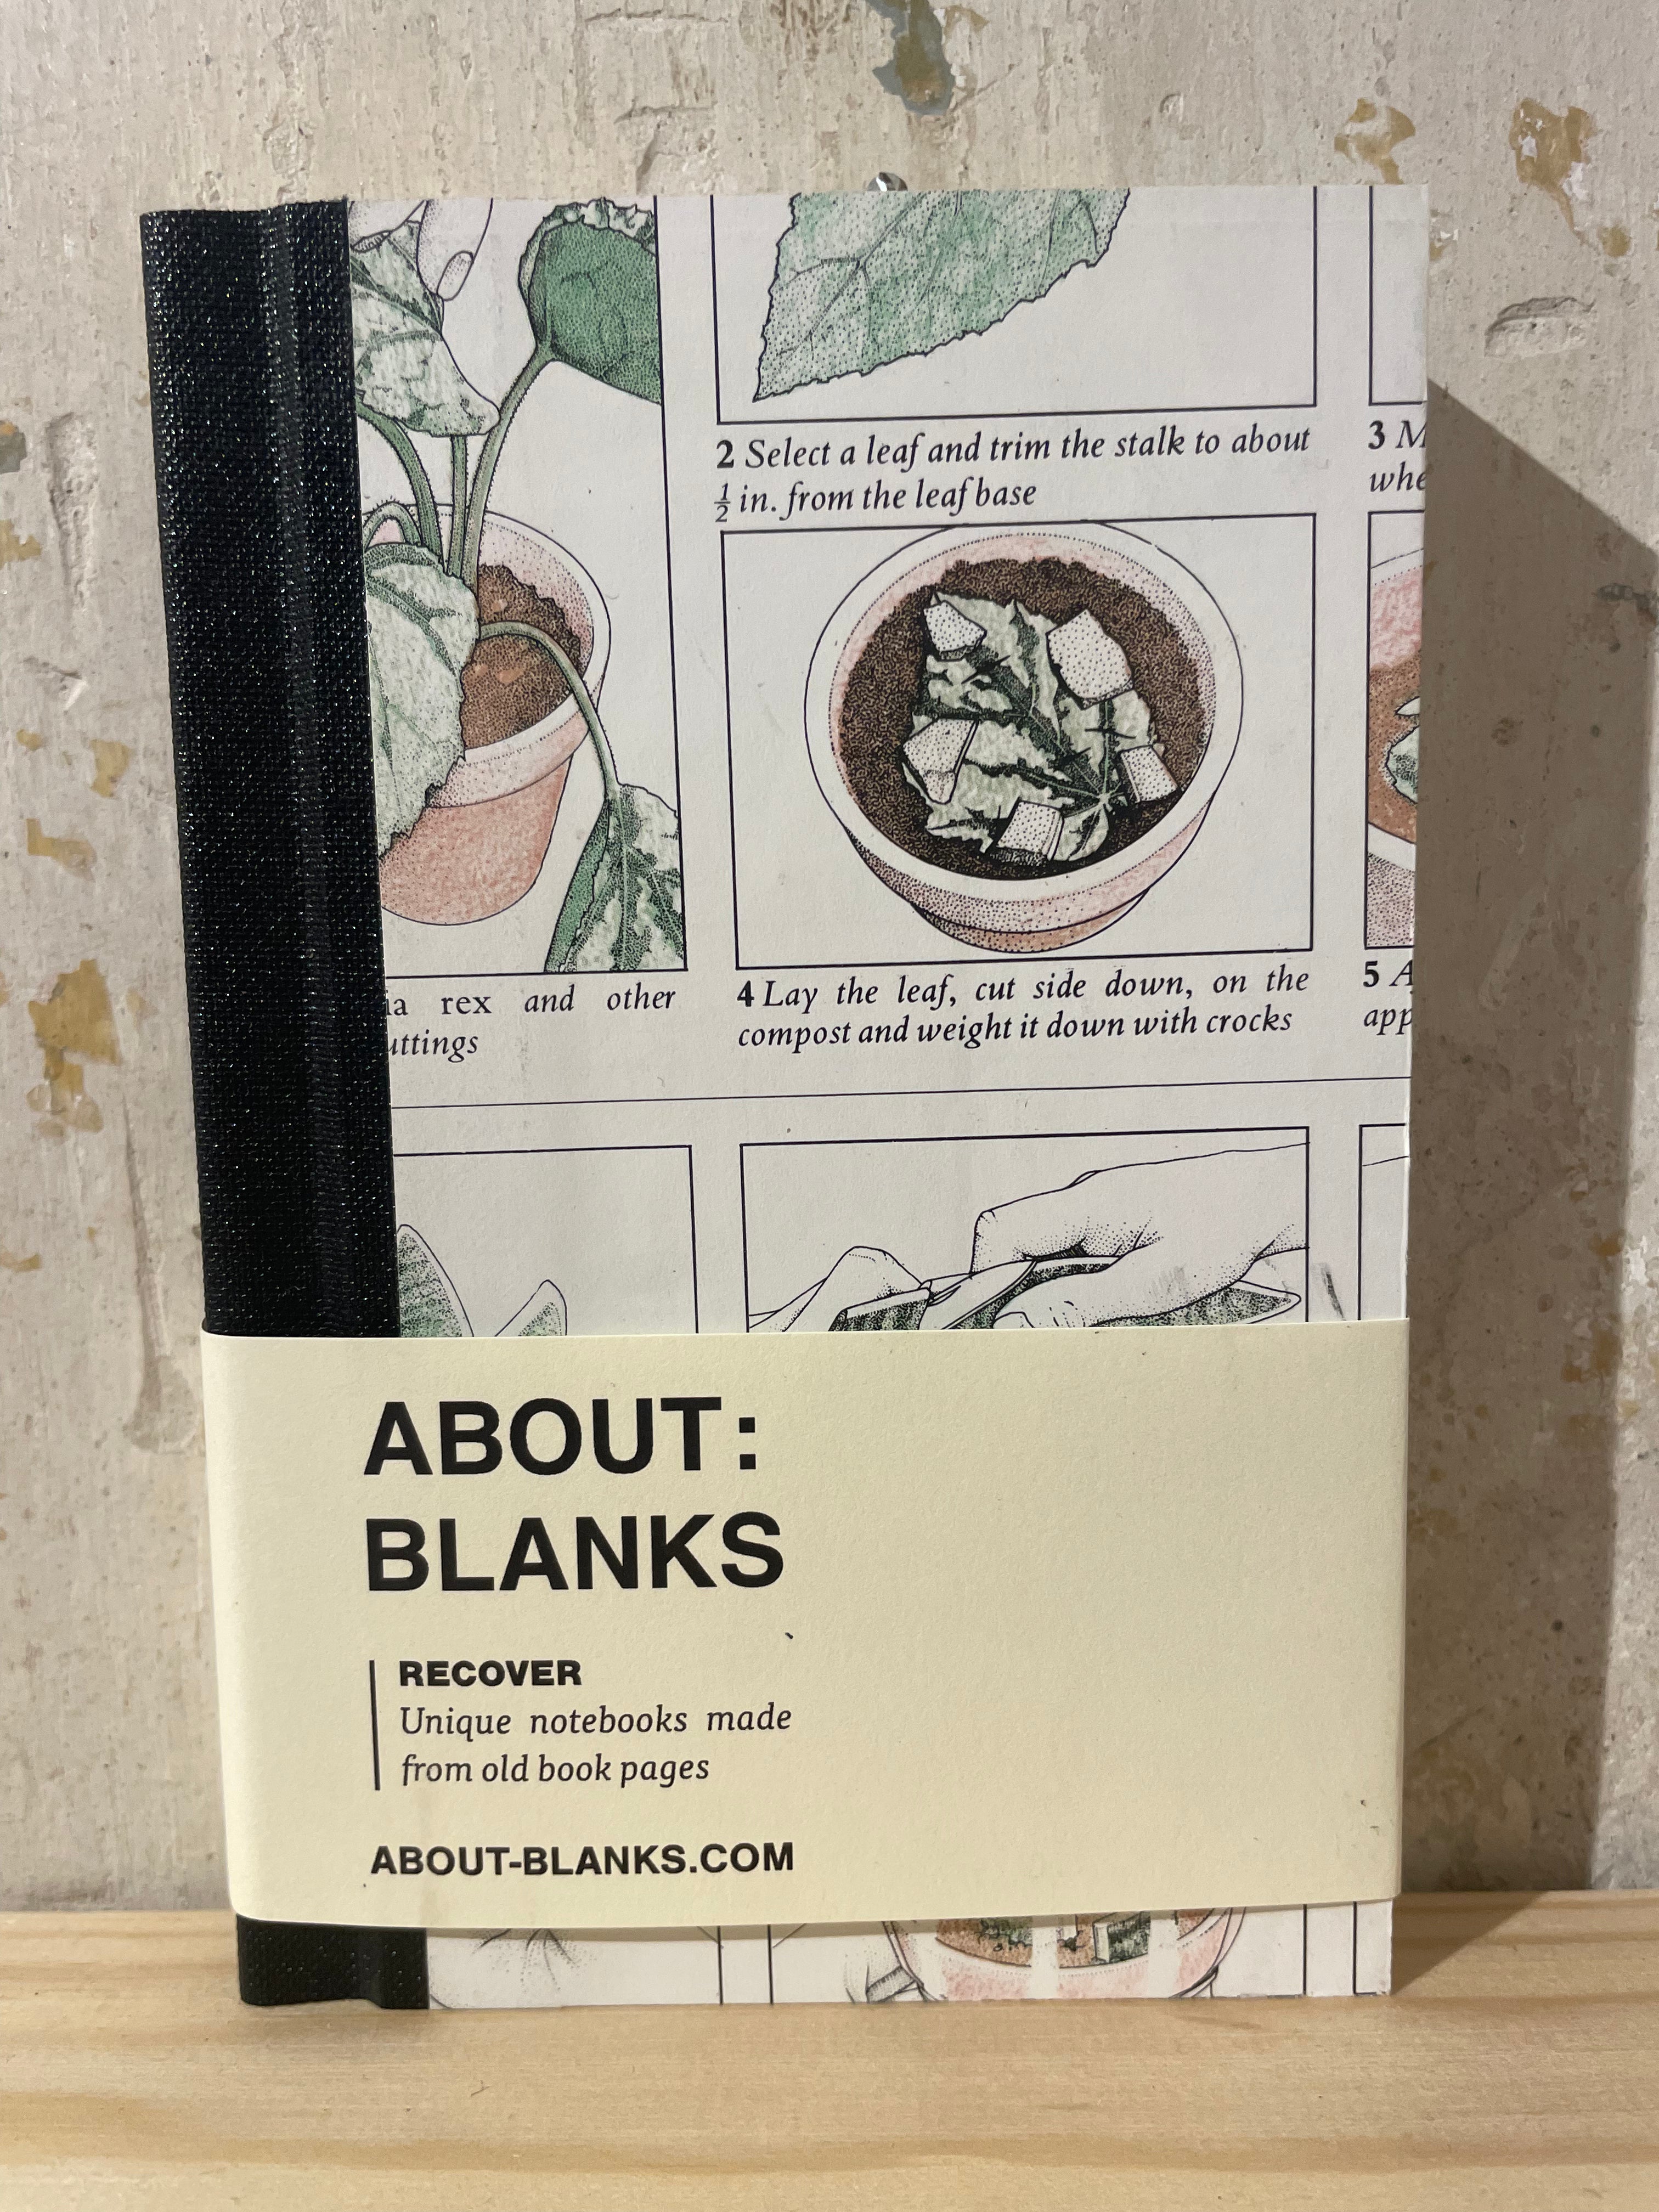 2 Select a leaf and trim the stalk to about
½ in. from the leaf base
3 M
whe
ia rex and other
uttings
4 Lay the leaf, cut side down, on the
compost and weight it down with crocks
5 A
app
ABOUT:
BLANKS
RECOVER
Unique notebooks made
from old book pages
ABOUT-BLANKS.COM